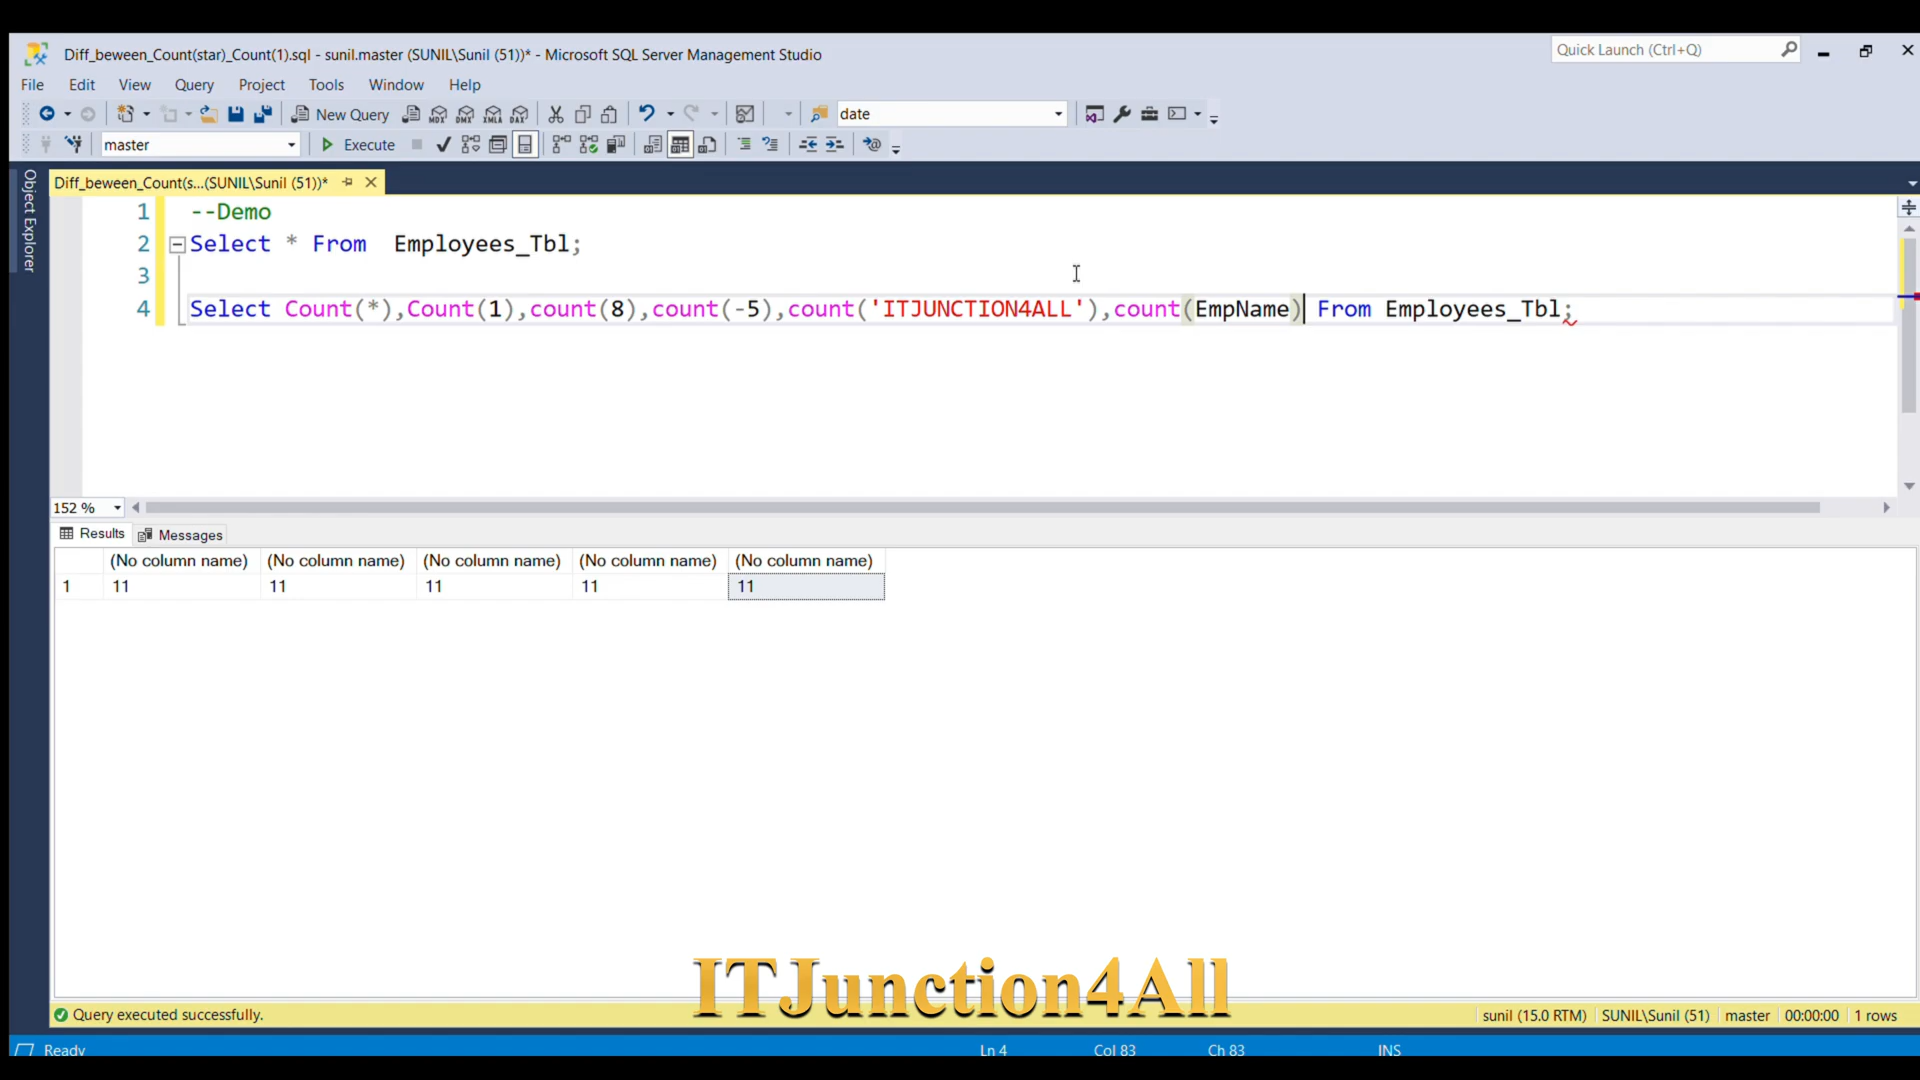 Diff_beween_Count(star)_Count(1).sql - sunil.master (SUNIL\Sunil (51))* - Microsoft SQL Server Management Studio
Quick Launch (Ctrl+Q)
File Edit View Query Project Tools Window Help
New Query
date
master
Execute
Object Explorer
Diff_beween_Count(s...(SUNIL\Sunil (51))*
1 --Demo
2 Select * From  Employees_Tbl;
3
4 Select Count(*),Count(1),count(8),count(-5),count('ITJUNCTION4ALL'),count(EmpName) From Employees_Tbl;
152 %
Results Messages
(No column name) (No column name) (No column name) (No column name) (No column name)
1 11 11 11 11 11
ITJunction4All
Query executed successfully.
sunil (15.0 RTM) SUNIL\Sunil (51) master 00:00:00 1 rows
Ready Ln 4 Col 83 Ch 83 INS